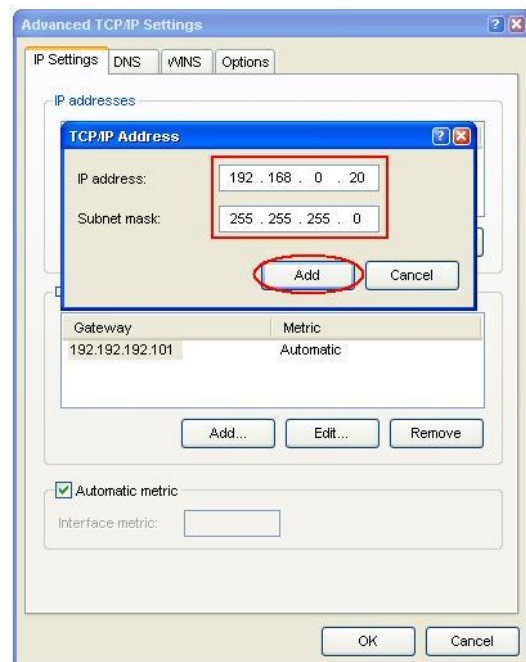 Advanced TCP/IP Settings
IP Settings DNS WINS Options
IP addresses
TCP/IP Address
IP address: 192 . 168 . 0 . 20
Subnet mask: 255 . 255 . 255 . 0
Add Cancel
Gateway Metric
192.192.192.101 Automatic
Add... Edit... Remove
Automatic metric
Interface metric:
OK Cancel